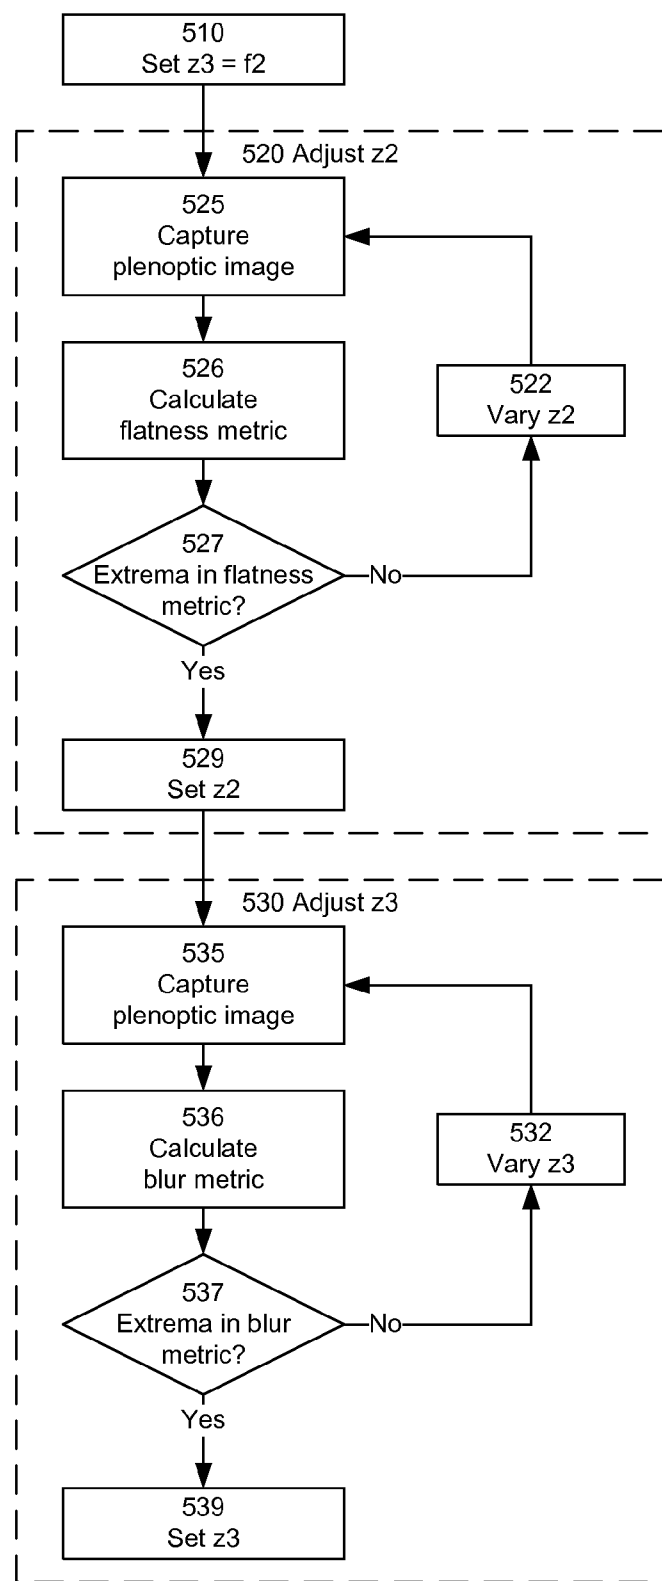 510
Set z3 = f2
520 Adjust z2
525
Capture
plenoptic image
526
Calculate
flatness metric
522
Vary z2
527
Extrema in flatness
metric?
No
Yes
529
Set z2
530 Adjust z3
535
Capture
plenoptic image
536
Calculate
blur metric
532
Vary z3
537
Extrema in blur
metric?
No
Yes
539
Set z3